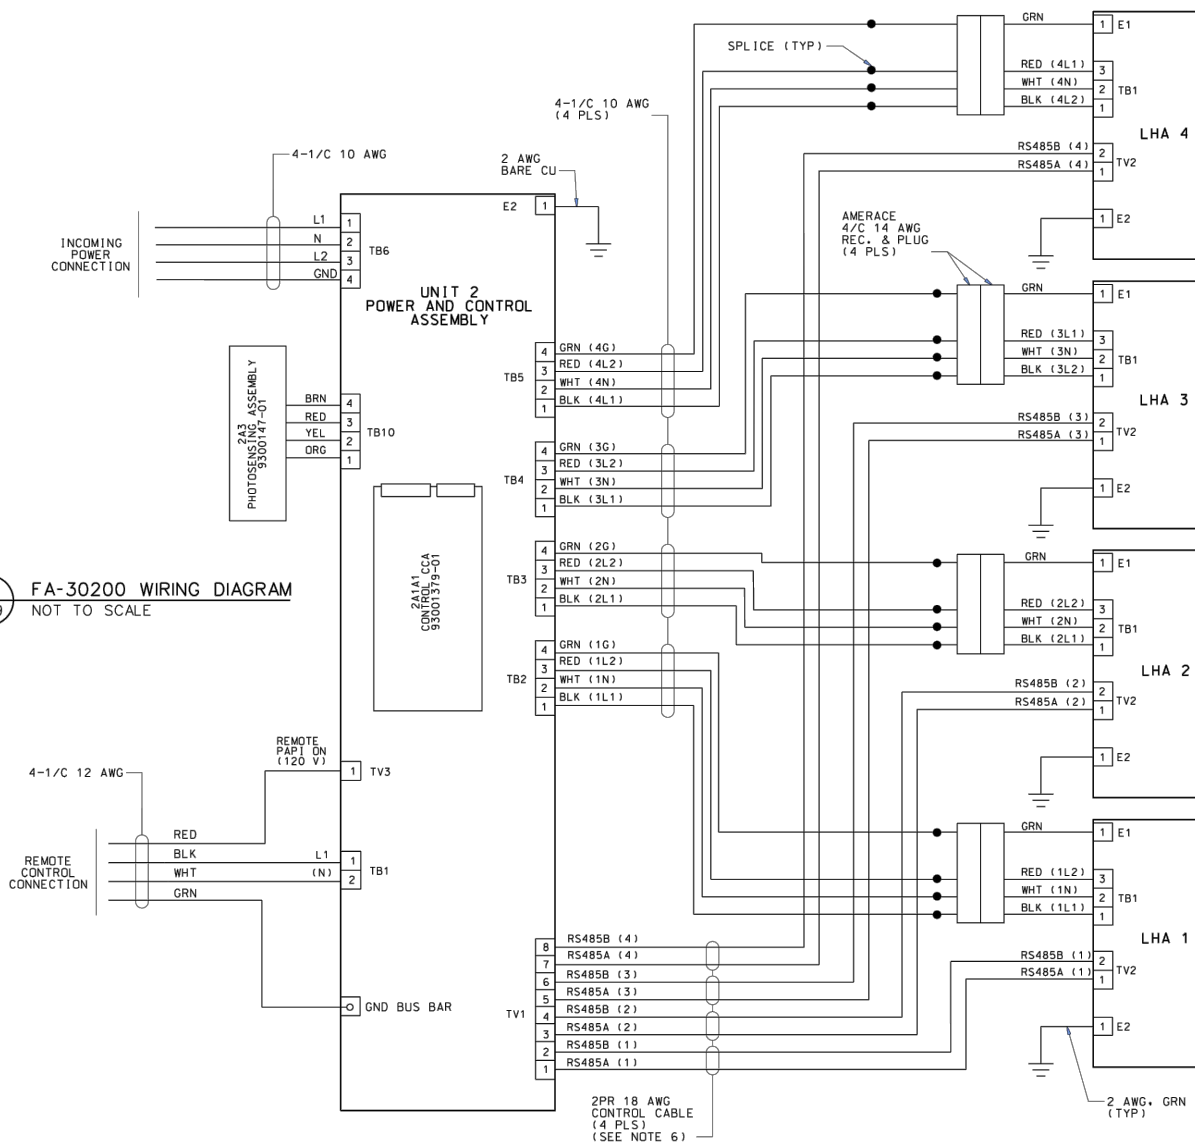 GRN
1 E1
SPLICE (TYP)
RED (4L1) 3
WHT (4N) 2 TB1
BLK (4L2) 1
4-1/C 10 AWG
(4 PLS)
LHA 4
RS485B (4) 2
RS485A (4) 1
TV2
1 E2
4-1/C 10 AWG
2 AWG
BARE CU
E2 1
AMERACE
4/C 14 AWG
REC. & PLUG
(4 PLS)
INCOMING
POWER
CONNECTION
L1 1
N 2
L2 3
GND 4
TB6
UNIT 2
POWER AND CONTROL
ASSEMBLY
GRN
1 E1
RED (3L1) 3
WHT (3N) 2 TB1
BLK (3L2) 1
LHA 3
RS485B (3) 2
RS485A (3) 1
TV2
1 E2
TB5
4 GRN (4G)
3 RED (4L2)
2 WHT (4N)
1 BLK (4L1)
2A3
PHOTOSENSING ASSEMBLY
9300147-01
BRN 4
RED 3
YEL 2
ORG 1
TB10
TB4
4 GRN (3G)
3 RED (3L2)
2 WHT (3N)
1 BLK (3L1)
2A1A1
CONTROL CCA
93001379-01
TB3
4 GRN (2G)
3 RED (2L2)
2 WHT (2N)
1 BLK (2L1)
9
FA-30200 WIRING DIAGRAM
NOT TO SCALE
GRN
1 E1
RED (2L2) 3
WHT (2N) 2 TB1
BLK (2L1) 1
LHA 2
RS485B (2) 2
RS485A (2) 1
TV2
1 E2
TB2
4 GRN (1G)
3 RED (1L2)
2 WHT (1N)
1 BLK (1L1)
REMOTE
PAPI ON
(120 V)
1 TV3
4-1/C 12 AWG
REMOTE
CONTROL
CONNECTION
RED
BLK
WHT
GRN
L1 1
(N) 2
TB1
GND BUS BAR
GRN
1 E1
RED (1L2) 3
WHT (1N) 2 TB1
BLK (1L1) 1
LHA 1
RS485B (1) 2
RS485A (1) 1
TV2
1 E2
TV1
8 RS485B (4)
7 RS485A (4)
6 RS485B (3)
5 RS485A (3)
4 RS485B (2)
3 RS485A (2)
2 RS485B (1)
1 RS485A (1)
2PR 18 AWG
CONTROL CABLE
(4 PLS)
(SEE NOTE 6)
2 AWG, GRN
(TYP)